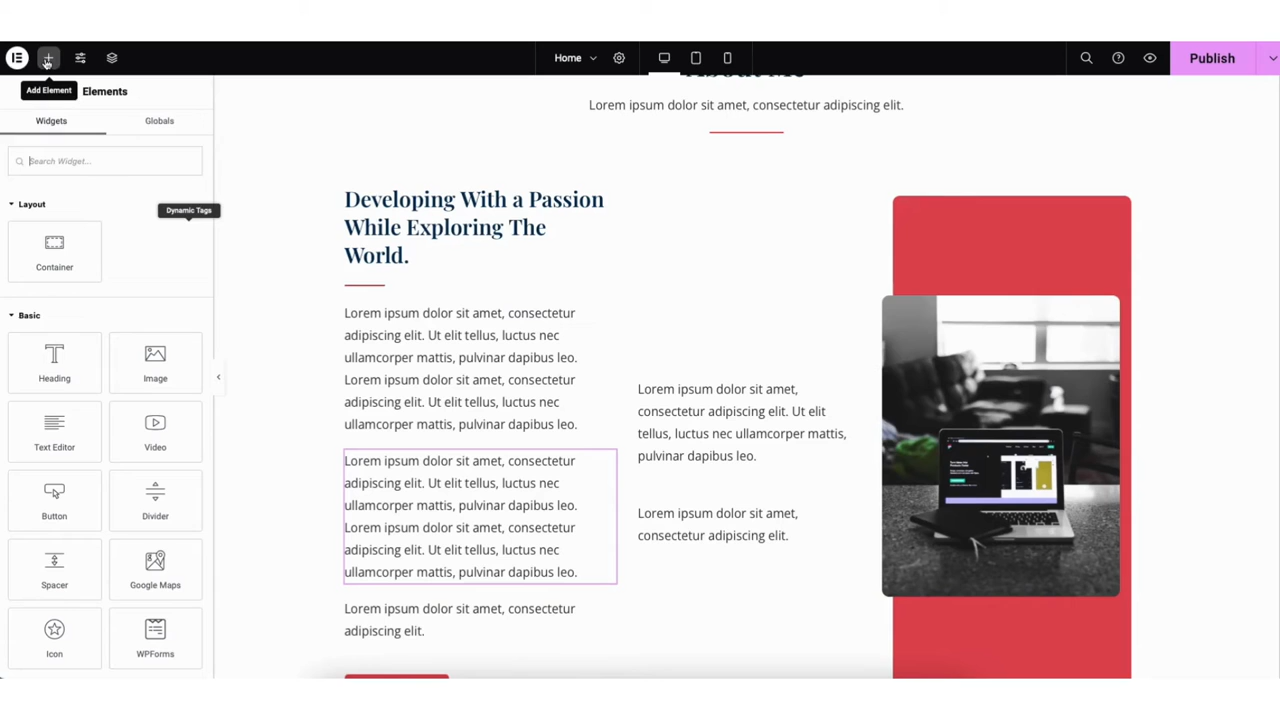 Home
Publish
Add Element
Elements
Widgets
Globals
Search Widget...
Layout
Dynamic Tags
Container
Basic
Heading
Image
Text Editor
Video
Button
Divider
Spacer
Google Maps
Icon
WPForms
About Me
Lorem ipsum dolor sit amet, consectetur adipiscing elit.
Developing With a Passion
While Exploring The
World.
Lorem ipsum dolor sit amet, consectetur
adipiscing elit. Ut elit tellus, luctus nec
ullamcorper mattis, pulvinar dapibus leo.
Lorem ipsum dolor sit amet, consectetur
adipiscing elit. Ut elit tellus, luctus nec
ullamcorper mattis, pulvinar dapibus leo.
Lorem ipsum dolor sit amet, consectetur
adipiscing elit. Ut elit tellus, luctus nec
ullamcorper mattis, pulvinar dapibus leo.
Lorem ipsum dolor sit amet, consectetur
adipiscing elit. Ut elit tellus, luctus nec
ullamcorper mattis, pulvinar dapibus leo.
Lorem ipsum dolor sit amet, consectetur
adipiscing elit.
Lorem ipsum dolor sit amet,
consectetur adipiscing elit. Ut elit
tellus, luctus nec ullamcorper mattis,
pulvinar dapibus leo.
Lorem ipsum dolor sit amet,
consectetur adipiscing elit.